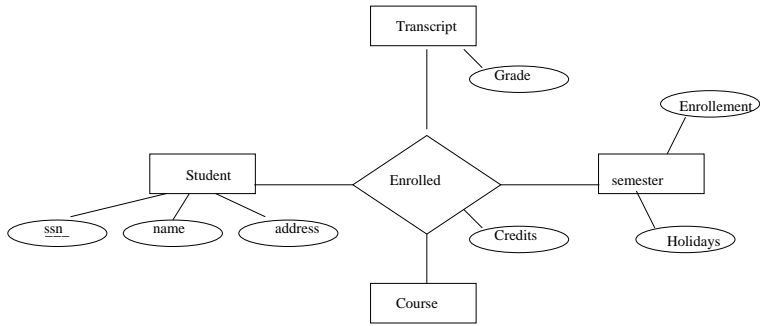 Transcript
Grade
Enrollement
Student
Enrolled
semester
ssn
name
address
Credits
Holidays
Course